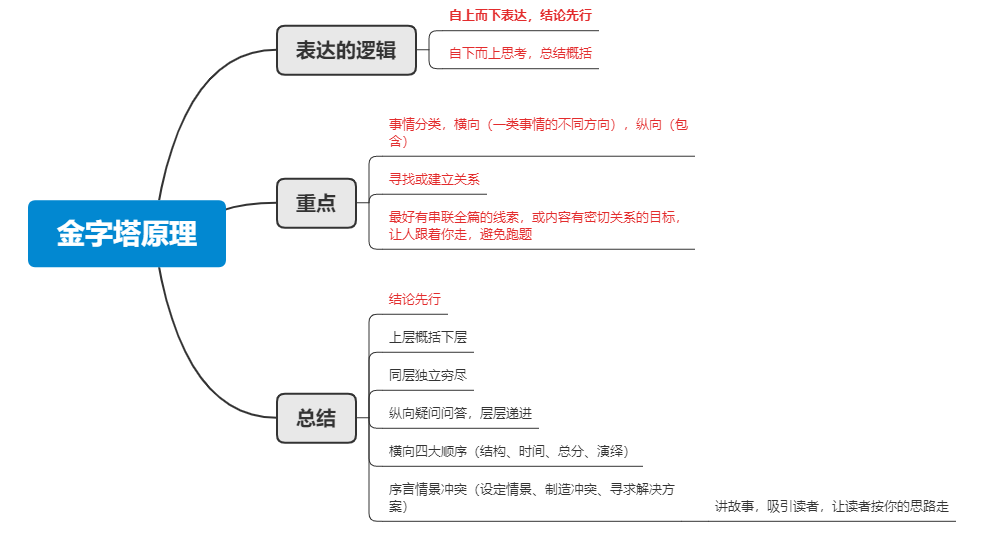 自上而下表达，结论先行
表达的逻辑
自下而上思考，总结概括
事情分类，横向（一类事情的不同方向），纵向（包
含）
寻找或建立关系
重点
最好有串联全篇的线索，或内容有密切关系的目标，
让人跟着你走，避免跑题
金字塔原理
结论先行
上层概括下层
同层独立穷尽
纵向疑问问答，层层递进
总结
横向四大顺序（结构、时间、总分、演绎）
序言情景冲突（设定情景、制造冲突、寻求解决方
案）
讲故事，吸引读者，让读者按你的思路走